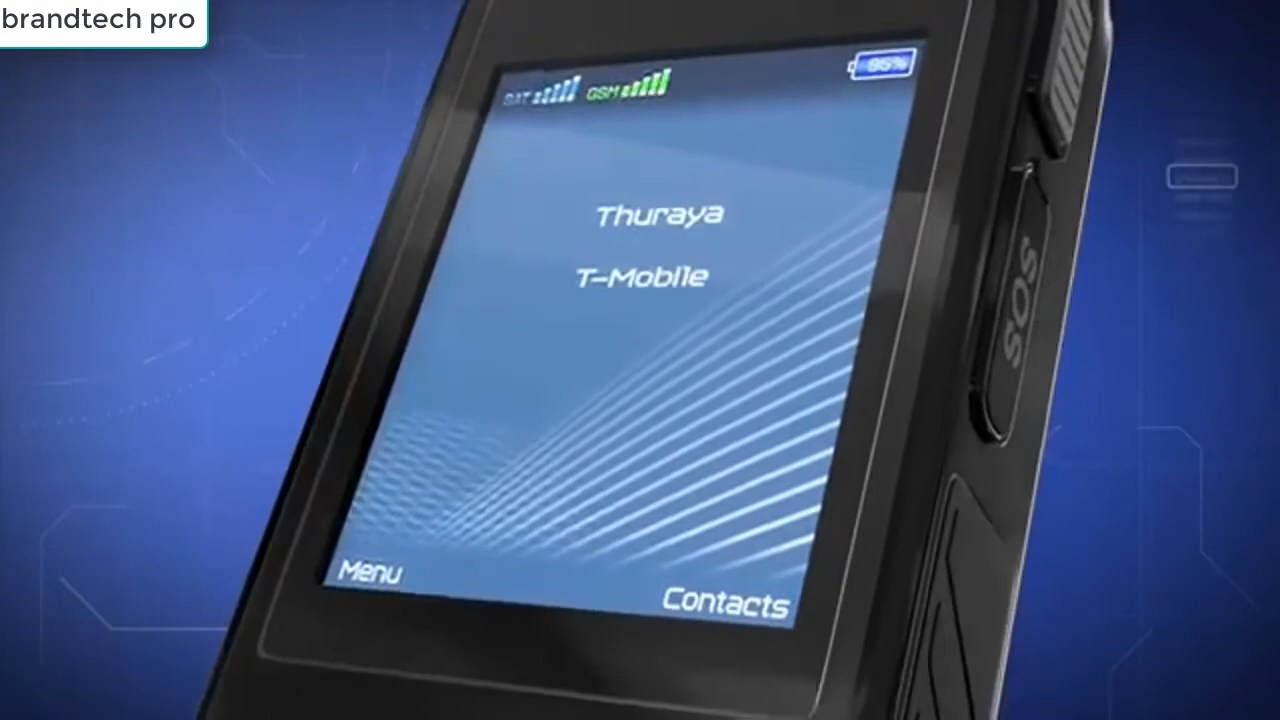 brandtech pro
SAT GSM 95%
Thuraya
T-Mobile
SOS
Menu
Contacts